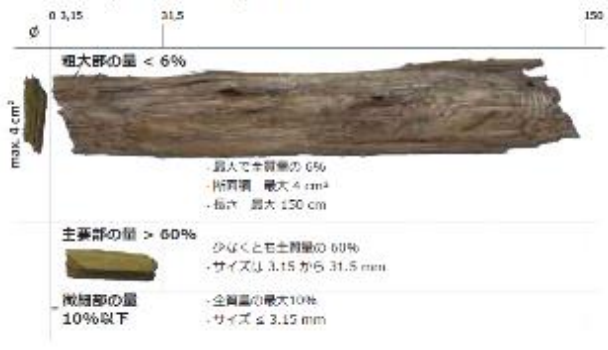 0 3,15 31,5 150
ø
粗大部の量 < 6%
max. 4 cm²
- 最大で全質量の 6%
- 断面積 最大 4 cm²
- 長さ 最大 150 cm
主要部の量 > 60%
少なくとも全質量の 60%
- サイズは 3.15 から 31.5 mm
微細部の量
10%以下
- 全質量の最大10%
- サイズ ≤ 3.15 mm